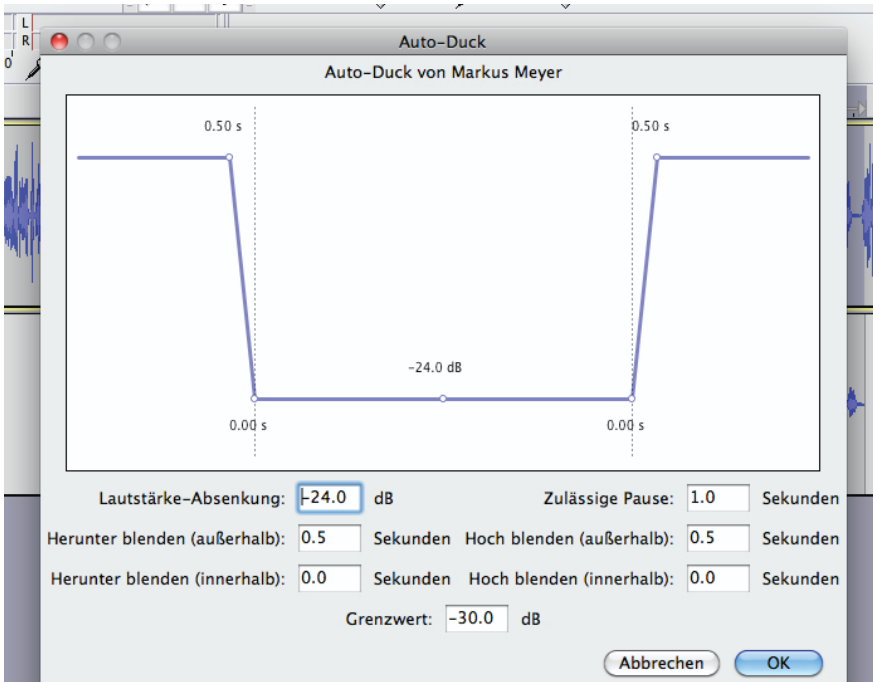 L
R
0
Auto-Duck
Auto-Duck von Markus Meyer
0.50 s 0.50 s
-24.0 dB
0.00 s 0.00 s
Lautstärke-Absenkung: -24.0 dB Zulässige Pause: 1.0 Sekunden
Herunter blenden (außerhalb): 0.5 Sekunden Hoch blenden (außerhalb): 0.5 Sekunden
Herunter blenden (innerhalb): 0.0 Sekunden Hoch blenden (innerhalb): 0.0 Sekunden
Grenzwert: -30.0 dB
Abbrechen OK